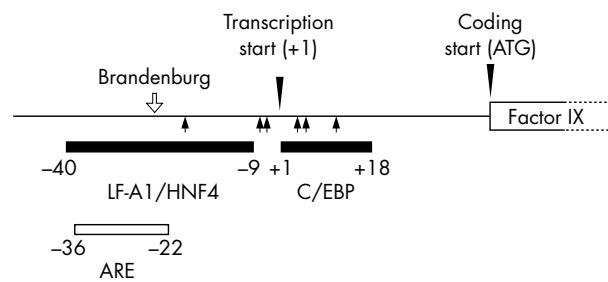 Transcription
start (+1)
Coding
start (ATG)
Brandenburg
Factor IX
–40
–9
+1
+18
LF-A1/HNF4
C/EBP
–36
–22
ARE